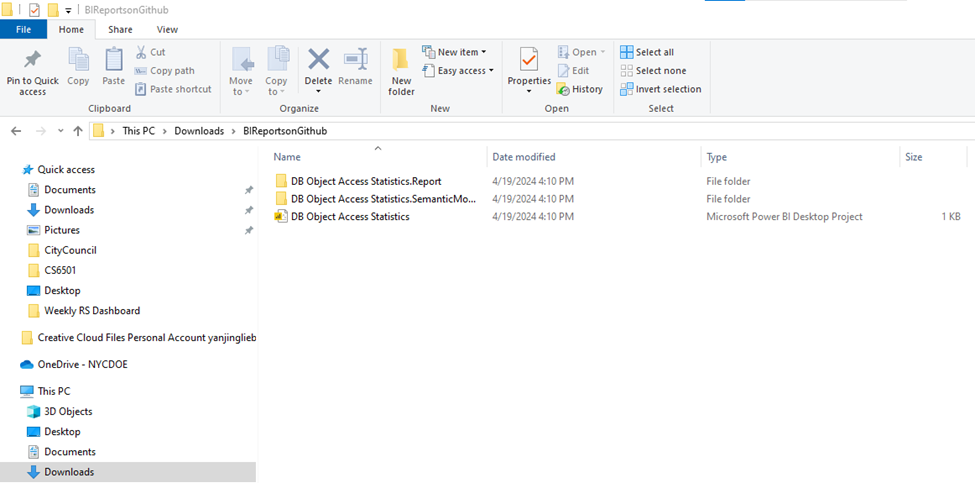 BIReportsonGithub
File Home Share View
Pin to Quick access
Copy
Paste
Cut
Copy path
Paste shortcut
Clipboard
Move to
Copy to
Delete
Rename
Organize
New folder
New item
Easy access
New
Properties
Open
Edit
History
Open
Select all
Select none
Invert selection
Select
This PC > Downloads > BIReportsonGithub
Quick access
Documents
Downloads
Pictures
CityCouncil
CS6501
Desktop
Weekly RS Dashboard
Creative Cloud Files Personal Account yanjinglieb
OneDrive - NYCDOE
This PC
3D Objects
Desktop
Documents
Downloads
Name Date modified Type Size
DB Object Access Statistics.Report 4/19/2024 4:10 PM File folder
DB Object Access Statistics.SemanticMo... 4/19/2024 4:10 PM File folder
DB Object Access Statistics 4/19/2024 4:10 PM Microsoft Power BI Desktop Project 1 KB